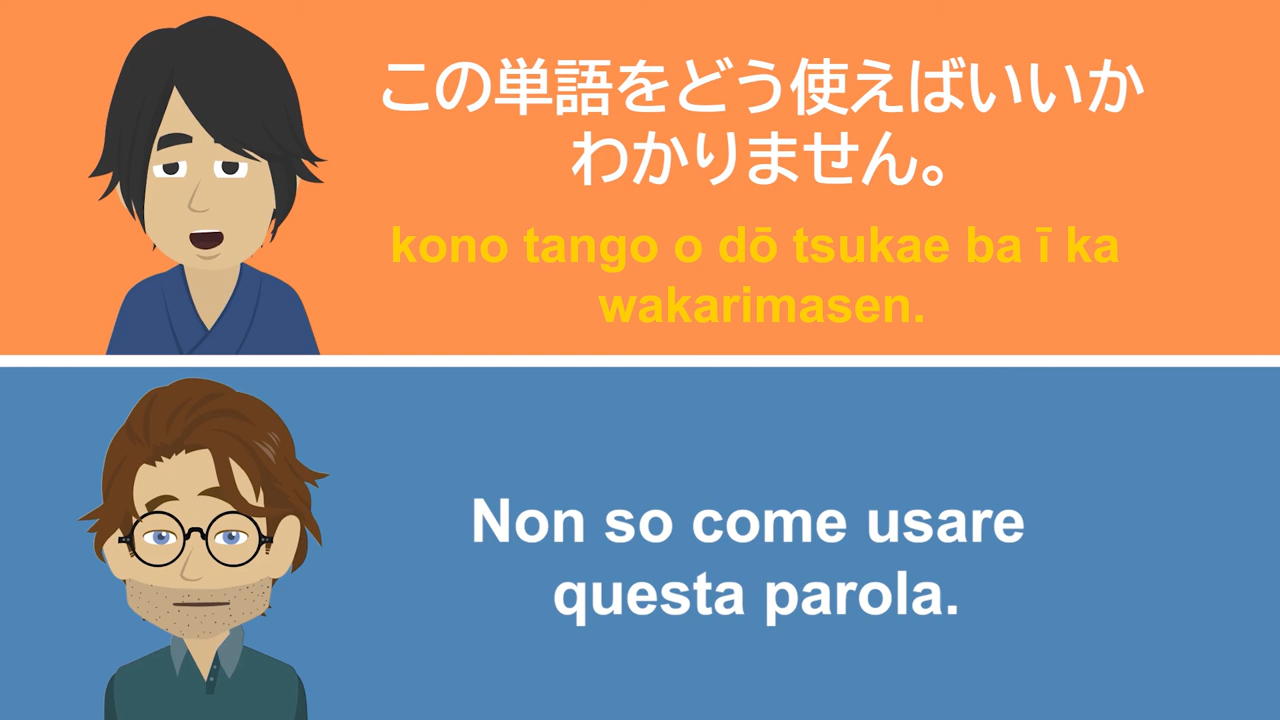 この単語をどう使えばいいか
わかりません。
kono tango o dō tsukae ba ī ka
wakarimasen.
Non so come usare
questa parola.